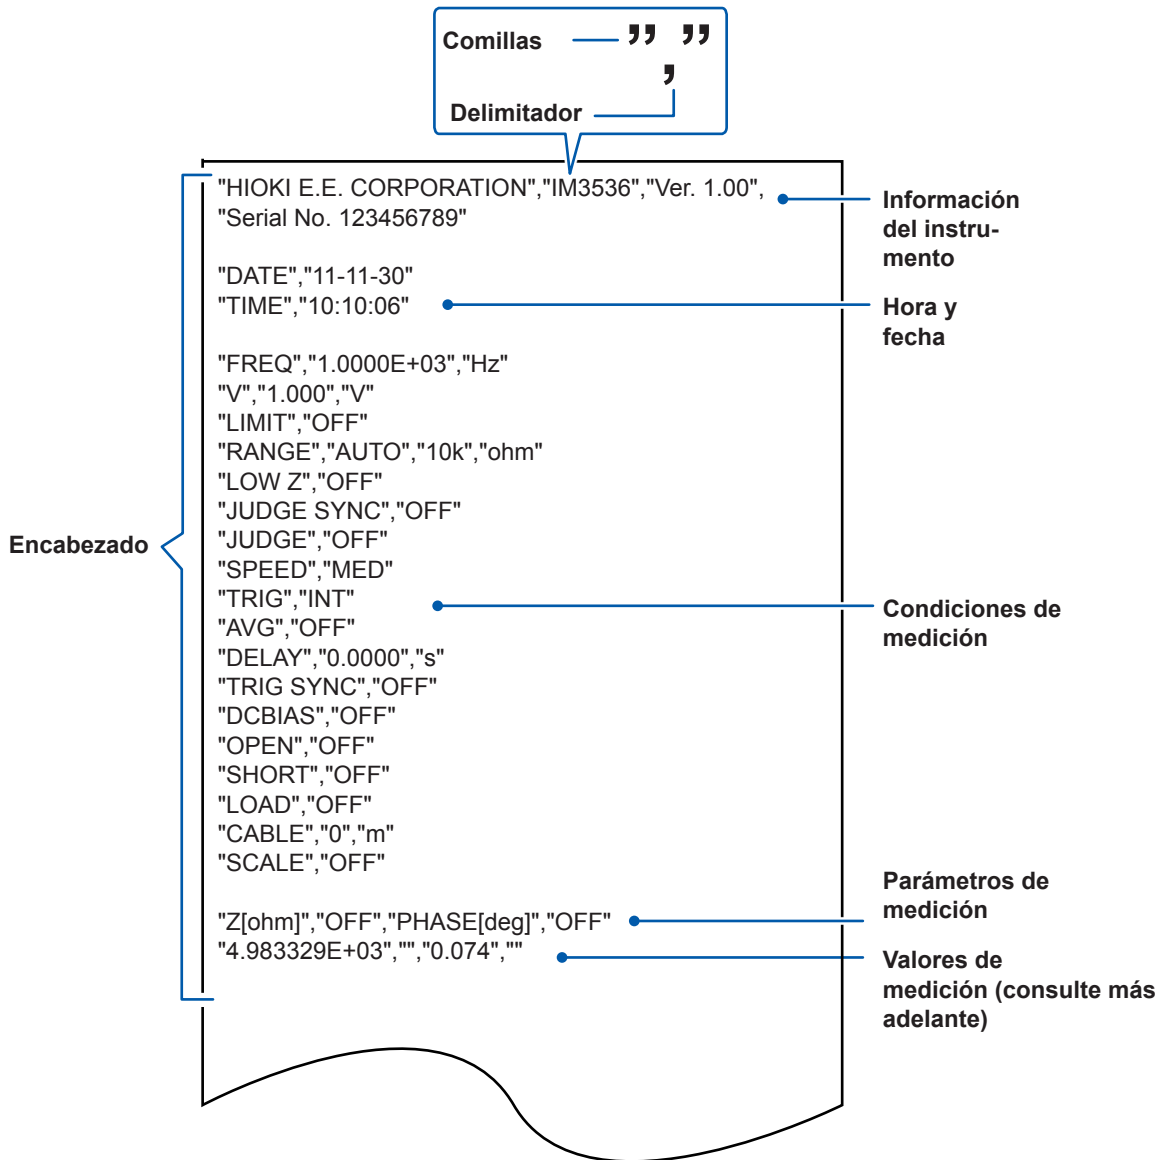 Comillas ” ”
,
Delimitador
"HIOKI E.E. CORPORATION","IM3536","Ver. 1.00",
"Serial No. 123456789"
Información
del instru-
mento
"DATE","11-11-30"
"TIME","10:10:06"
Hora y
fecha
"FREQ","1.0000E+03","Hz"
"V","1.000","V"
"LIMIT","OFF"
"RANGE","AUTO","10k","ohm"
"LOW Z","OFF"
"JUDGE SYNC","OFF"
"JUDGE","OFF"
Encabezado
"SPEED","MED"
"TRIG","INT"
"AVG","OFF"
Condiciones de
medición
"DELAY","0.0000","s"
"TRIG SYNC","OFF"
"DCBIAS","OFF"
"OPEN","OFF"
"SHORT","OFF"
"LOAD","OFF"
"CABLE","0","m"
"SCALE","OFF"
Parámetros de
medición
"Z[ohm]","OFF","PHASE[deg]","OFF"
"4.983329E+03","","0.074",""
Valores de
medición (consulte más
adelante)